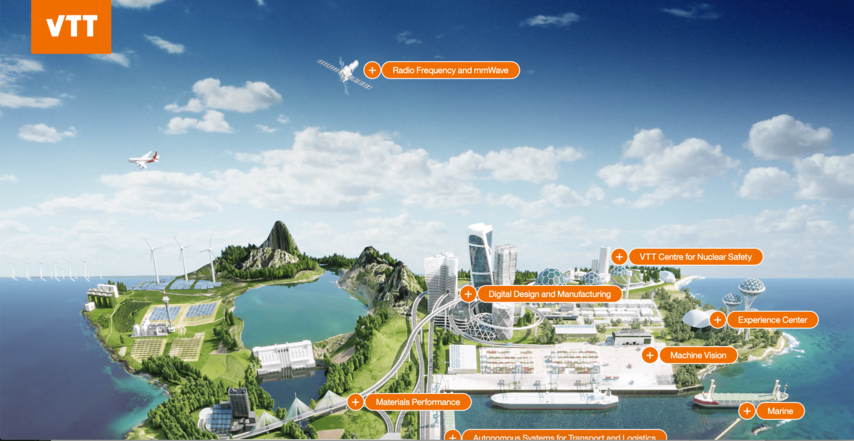 VTT
Radio Frequency and mmWave
VTT Centre for Nuclear Safety
Digital Design and Manufacturing
Experience Center
Machine Vision
Materials Performance
Marine
Autonomous Systems for Transport and Logistics